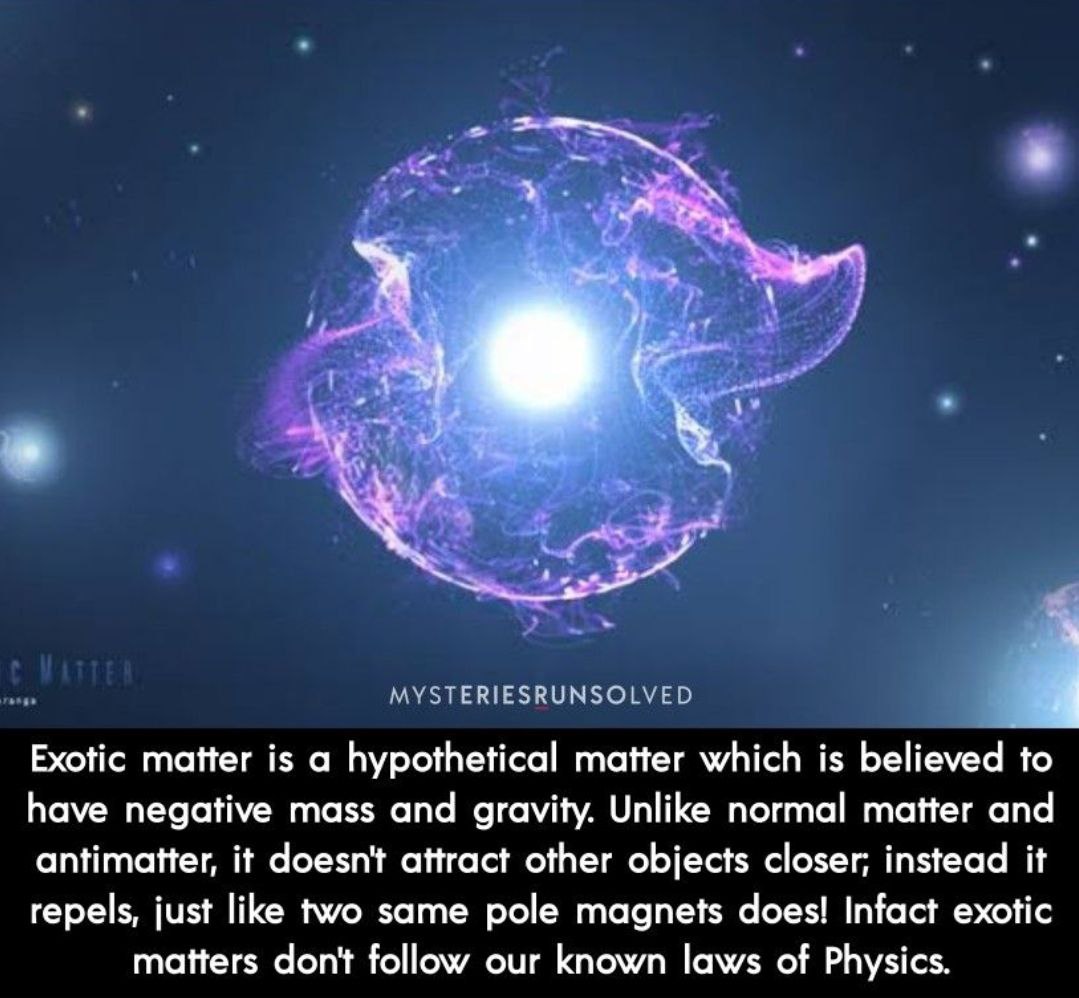 C MATTER
ranga
MYSTERIESRUNSOLVED
Exotic matter is a hypothetical matter which is believed to
have negative mass and gravity. Unlike normal matter and
antimatter, it doesn't attract other objects closer; instead it
repels, just like two same pole magnets does! Infact exotic
matters don't follow our known laws of Physics.